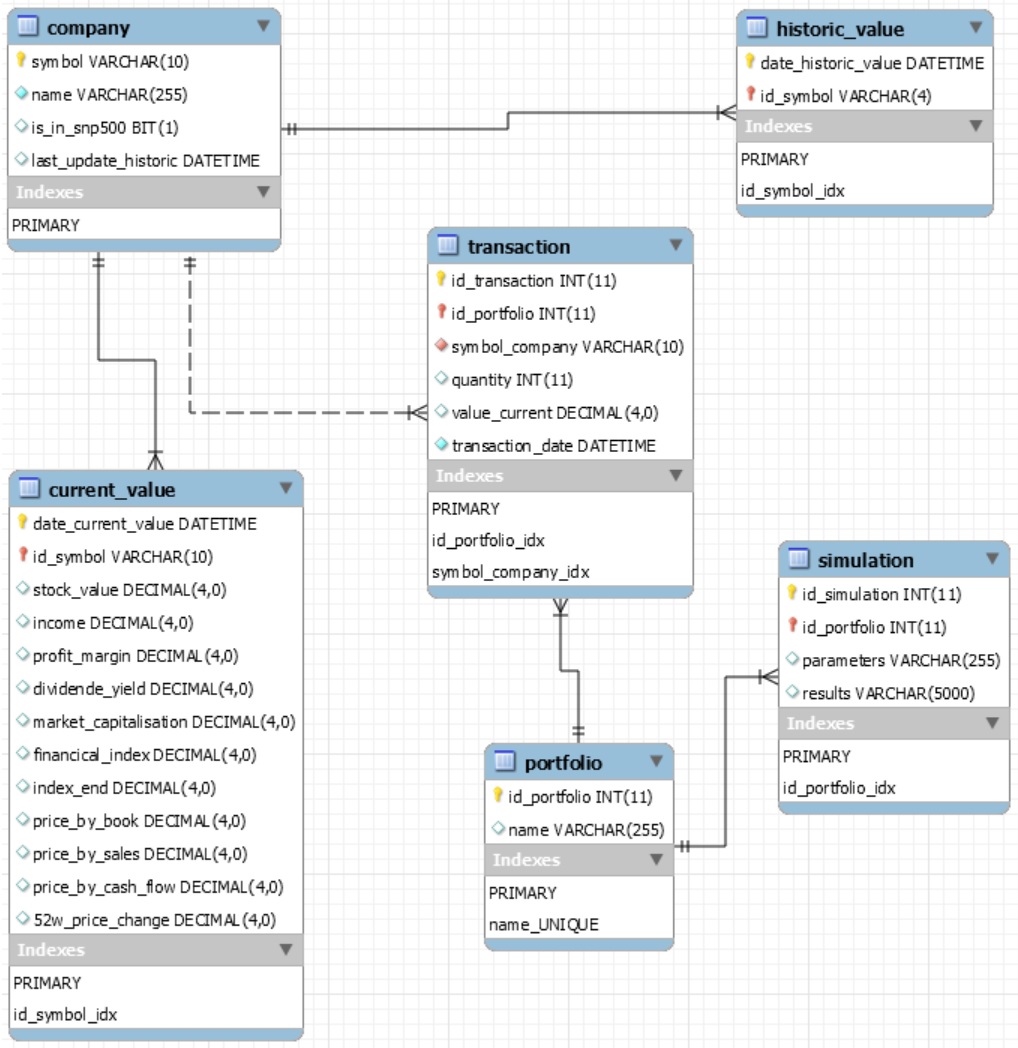 company
symbol VARCHAR(10)
name VARCHAR(255)
is_in_snp500 BIT(1)
last_update_historic DATETIME
Indexes
PRIMARY
historic_value
date_historic_value DATETIME
id_symbol VARCHAR(4)
Indexes
PRIMARY
id_symbol_idx
transaction
id_transaction INT(11)
id_portfolio INT(11)
symbol_company VARCHAR(10)
quantity INT(11)
value_current DECIMAL(4,0)
transaction_date DATETIME
Indexes
PRIMARY
id_portfolio_idx
symbol_company_idx
current_value
date_current_value DATETIME
id_symbol VARCHAR(10)
stock_value DECIMAL(4,0)
income DECIMAL(4,0)
profit_margin DECIMAL(4,0)
dividende_yield DECIMAL(4,0)
market_capitalisation DECIMAL(4,0)
financical_index DECIMAL(4,0)
index_end DECIMAL(4,0)
price_by_book DECIMAL(4,0)
price_by_sales DECIMAL(4,0)
price_by_cash_flow DECIMAL(4,0)
52w_price_change DECIMAL(4,0)
Indexes
PRIMARY
id_symbol_idx
simulation
id_simulation INT(11)
id_portfolio INT(11)
parameters VARCHAR(255)
results VARCHAR(5000)
Indexes
PRIMARY
id_portfolio_idx
portfolio
id_portfolio INT(11)
name VARCHAR(255)
Indexes
PRIMARY
name_UNIQUE